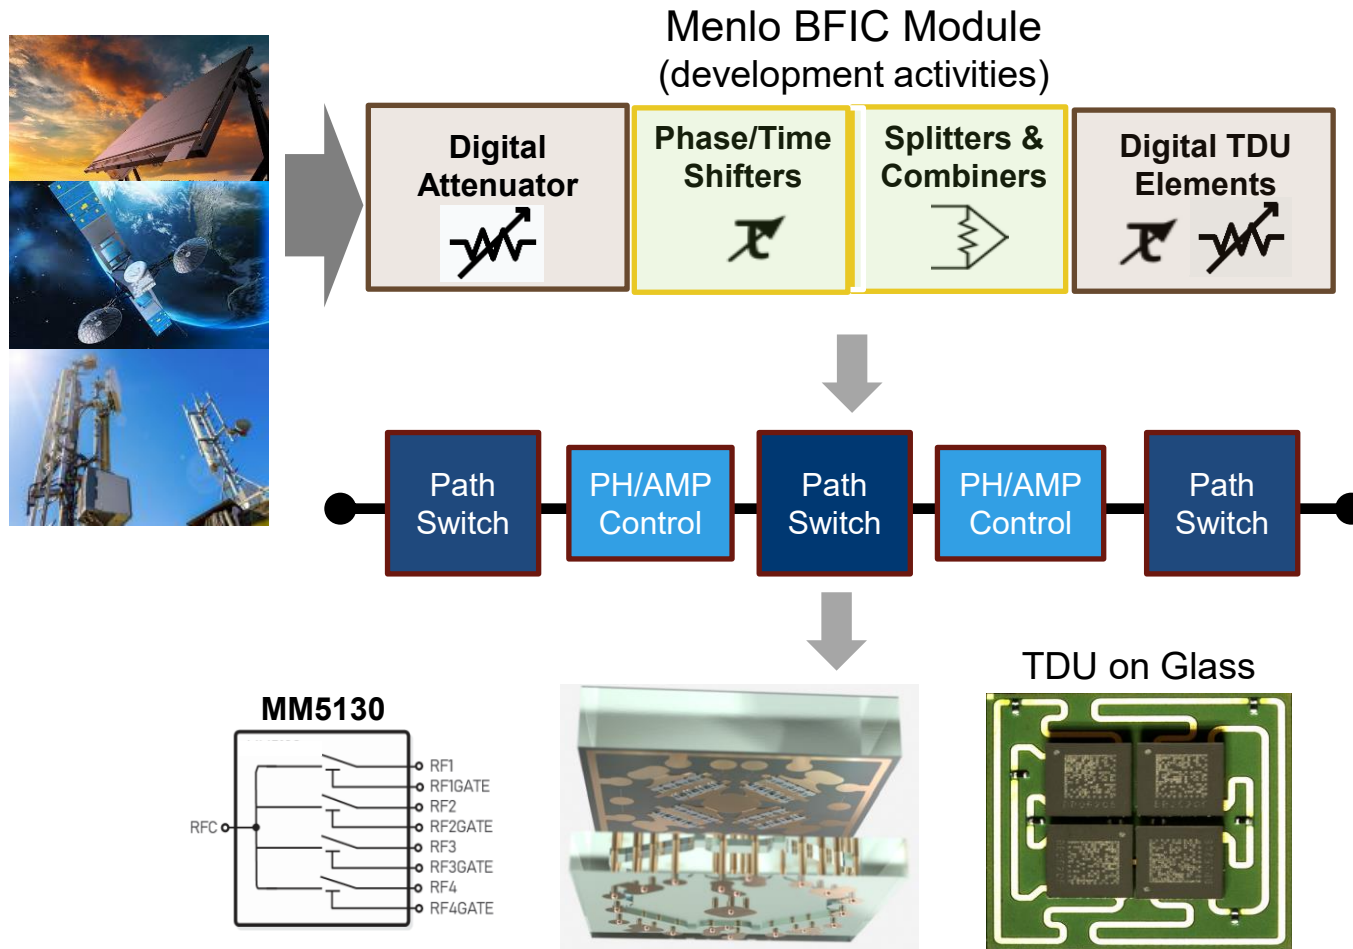 Menlo BFIC Module
(development activities)
Digital
Attenuator
Phase/Time
Shifters
Splitters &
Combiners
Digital TDU
Elements
Path
Switch
PH/AMP
Control
Path
Switch
PH/AMP
Control
Path
Switch
MM5130
RFC
RF1
RF1GATE
RF2
RF2GATE
RF3
RF3GATE
RF4
RF4GATE
TDU on Glass